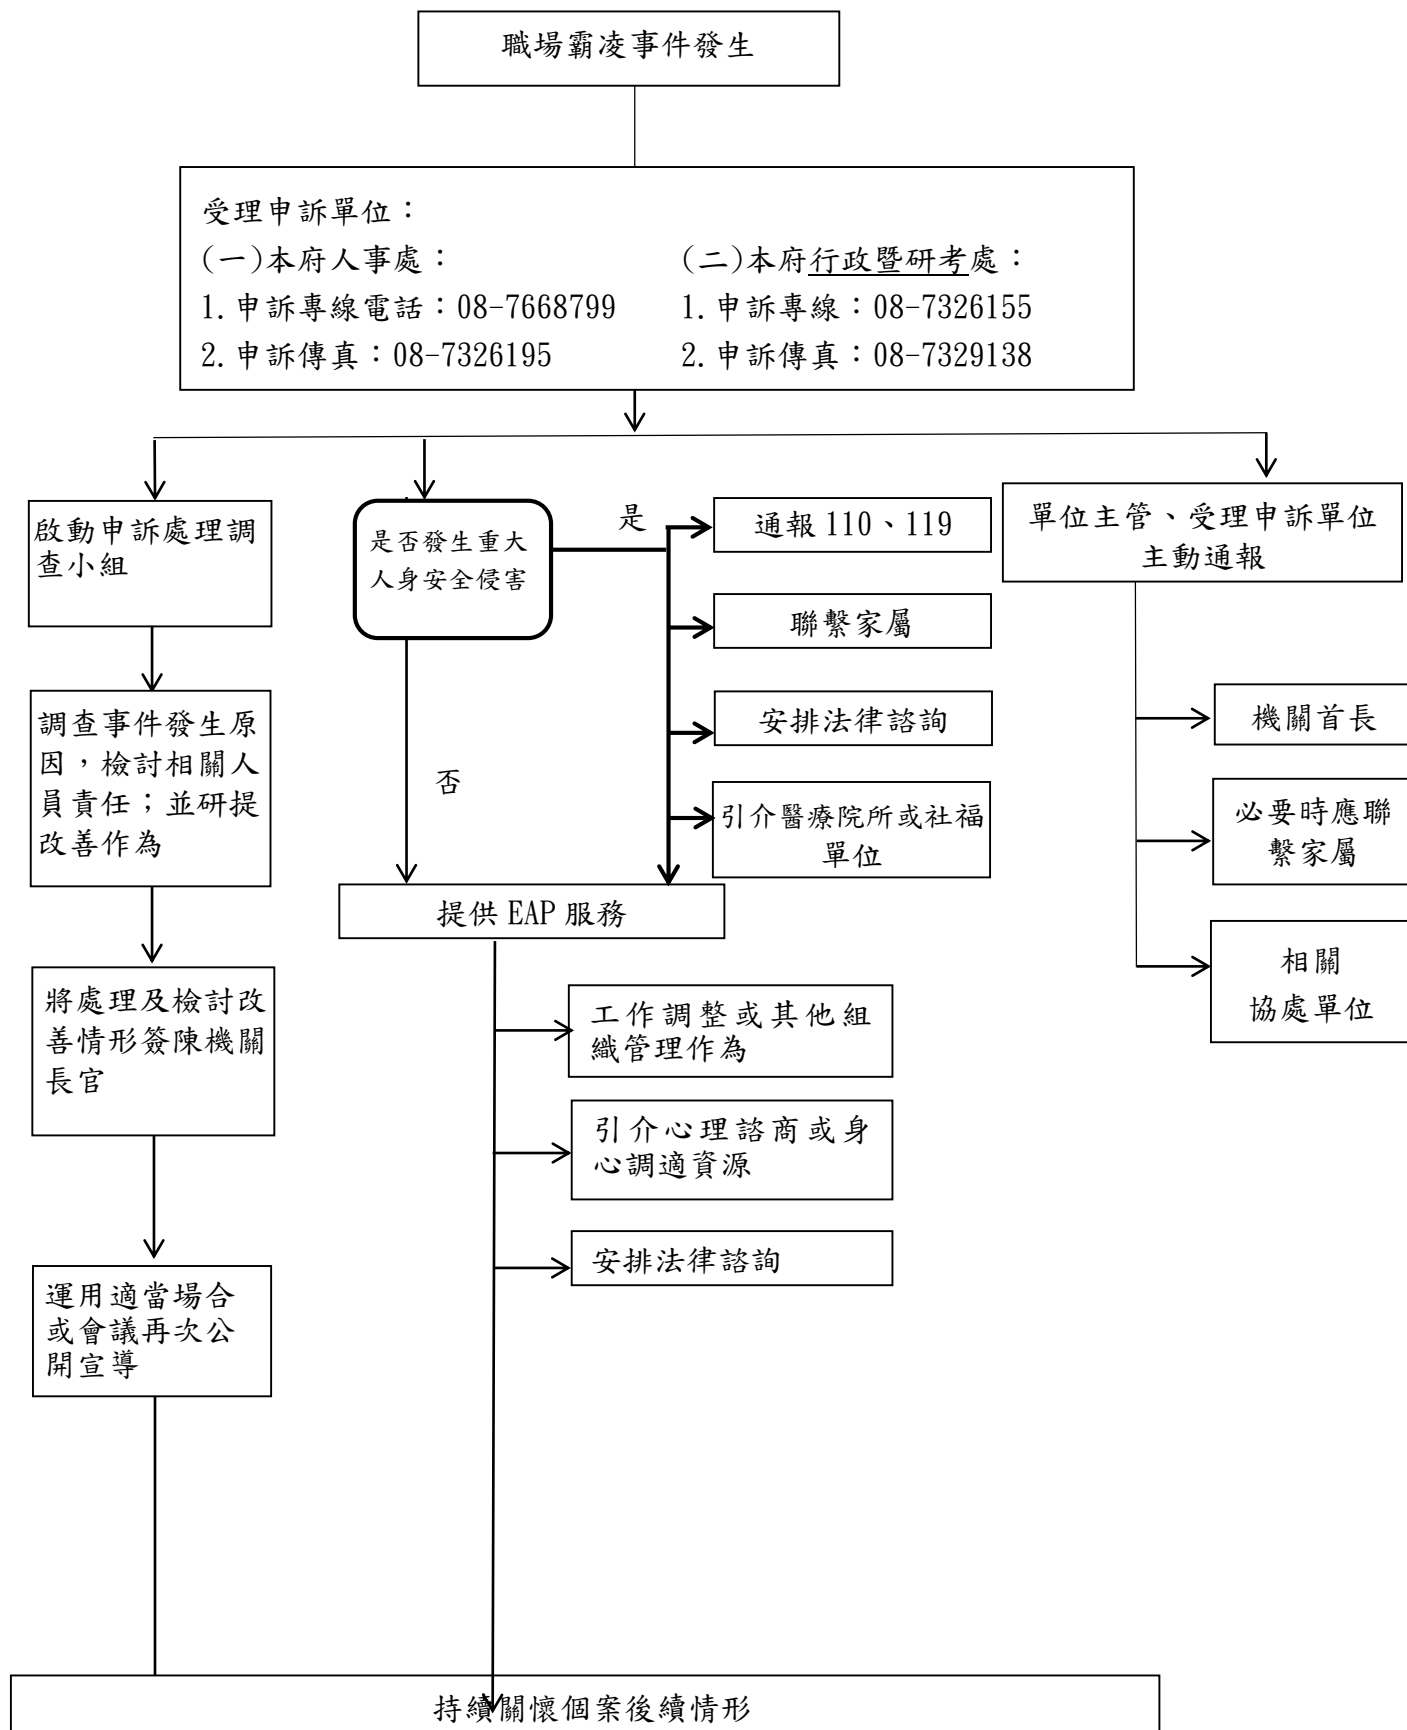 職場霸凌事件發生
受理申訴單位：
(一)本府人事處：
1.申訴專線電話：08-7668799
2.申訴傳真：08-7326195
(二)本府行政暨研考處：
1.申訴專線：08-7326155
2.申訴傳真：08-7329138
啟動申訴處理調
查小組
調查事件發生原
因，檢討相關人
員責任；並研提
改善作為
將處理及檢討改
善情形簽陳機關
長官
運用適當場合
或會議再次公
開宣導
是否發生重大
人身安全侵害
是
否
通報 110、119
聯繫家屬
安排法律諮詢
引介醫療院所或社福
單位
提供 EAP 服務
工作調整或其他組
織管理作為
引介心理諮商或身
心調適資源
安排法律諮詢
單位主管、受理申訴單位
主動通報
機關首長
必要時應聯
繫家屬
相關
協處單位
持續關懷個案後續情形